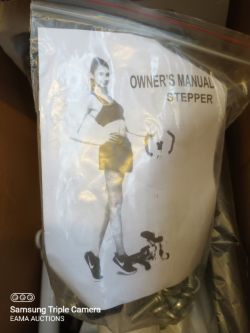 OWNER'S MANUAL
STEPPER
Samsung Triple Camera
EAMA AUCTIONS